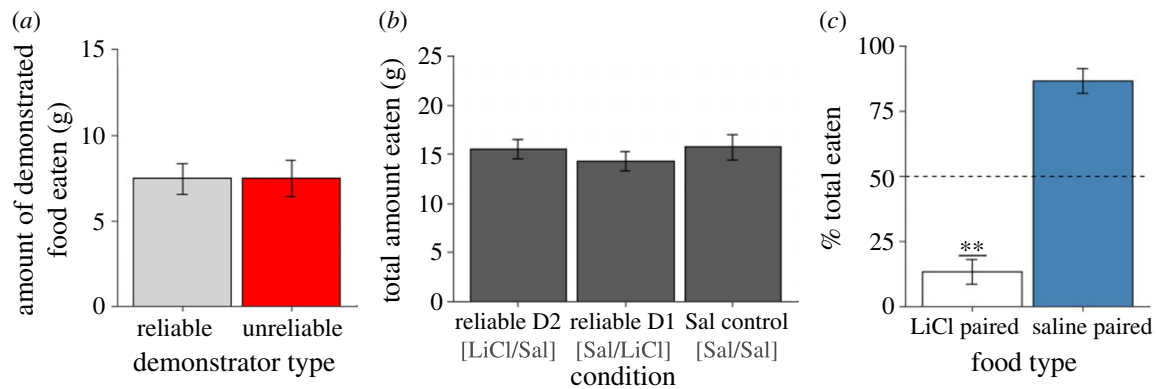 (a)
amount of demonstrated
food eaten (g)
15
10
5
0
reliable unreliable
demonstrator type
(b)
total amount eaten (g)
25
20
15
10
5
0
reliable D2 reliable D1 Sal control
[LiCl/Sal] [Sal/LiCl] [Sal/Sal]
condition
(c)
% total eaten
100
75
50
25
0
**
LiCl paired saline paired
food type